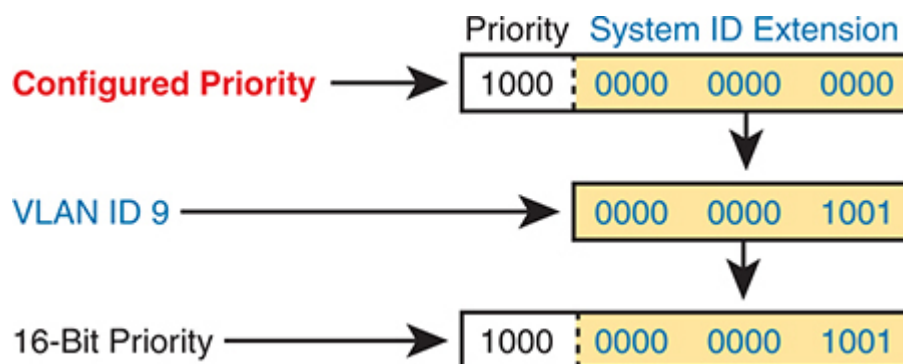 Priority System ID Extension
Configured Priority 1000 0000 0000 0000
VLAN ID 9 0000 0000 1001
16-Bit Priority 1000 0000 0000 1001